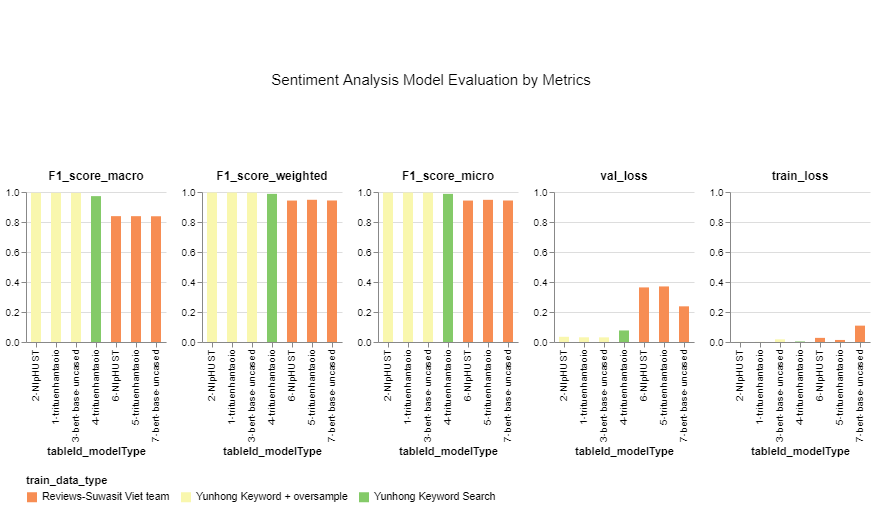 Sentiment Analysis Model Evaluation by Metrics
F1_score_macro
1.0
0.8
0.6
0.4
0.2
0.0
2-NlpHUST
1-trituenhantaoio
3-bert-base-uncased
4-trituenhantaoio
6-NlpHUST
5-trituenhantaoio
7-bert-base-uncased
tableId_modelType
F1_score_weighted
1.0
0.8
0.6
0.4
0.2
0.0
2-NlpHUST
1-trituenhantaoio
3-bert-base-uncased
4-trituenhantaoio
6-NlpHUST
5-trituenhantaoio
7-bert-base-uncased
tableId_modelType
F1_score_micro
1.0
0.8
0.6
0.4
0.2
0.0
2-NlpHUST
1-trituenhantaoio
3-bert-base-uncased
4-trituenhantaoio
6-NlpHUST
5-trituenhantaoio
7-bert-base-uncased
tableId_modelType
val_loss
1.0
0.8
0.6
0.4
0.2
0.0
2-NlpHUST
1-trituenhantaoio
3-bert-base-uncased
4-trituenhantaoio
6-NlpHUST
5-trituenhantaoio
7-bert-base-uncased
tableId_modelType
train_loss
1.0
0.8
0.6
0.4
0.2
0.0
2-NlpHUST
1-trituenhantaoio
3-bert-base-uncased
4-trituenhantaoio
6-NlpHUST
5-trituenhantaoio
7-bert-base-uncased
tableId_modelType
train_data_type
Reviews-Suwasit Viet team
Yunhong Keyword + oversample
Yunhong Keyword Search